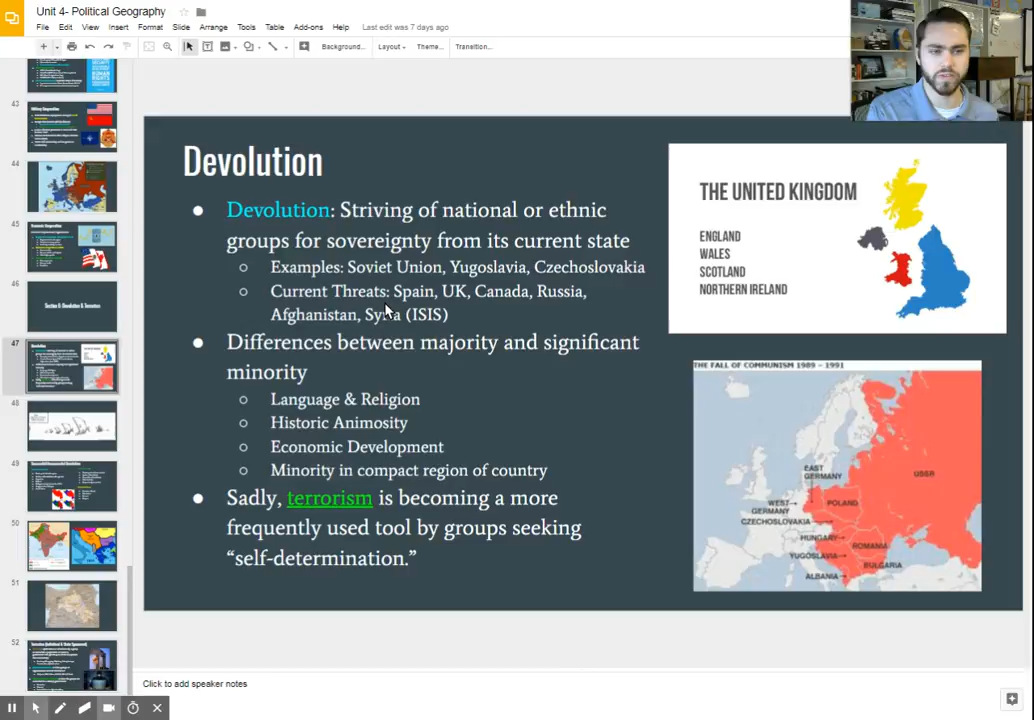 Unit 4- Political Geography
File Edit View Insert Format Slide Arrange Tools Table Add-ons Help Last edit was 7 days ago
Background... Layout Theme... Transition...
43
44
45
46
47
48
49
50
51
52
Devolution
Devolution: Striving of national or ethnic
groups for sovereignty from its current state
Examples: Soviet Union, Yugoslavia, Czechoslovakia
Current Threats: Spain, UK, Canada, Russia,
Afghanistan, Syria (ISIS)
Differences between majority and significant
minority
Language & Religion
Historic Animosity
Economic Development
Minority in compact region of country
Sadly, terrorism is becoming a more
frequently used tool by groups seeking
“self-determination.”
THE UNITED KINGDOM
ENGLAND
WALES
SCOTLAND
NORTHERN IRELAND
THE FALL OF COMMUNISM 1989 - 1991
EAST
GERMANY
USSR
WEST
GERMANY
POLAND
CZECHOSLOVAKIA
HUNGARY
ROMANIA
YUGOSLAVIA
BULGARIA
ALBANIA
Click to add speaker notes